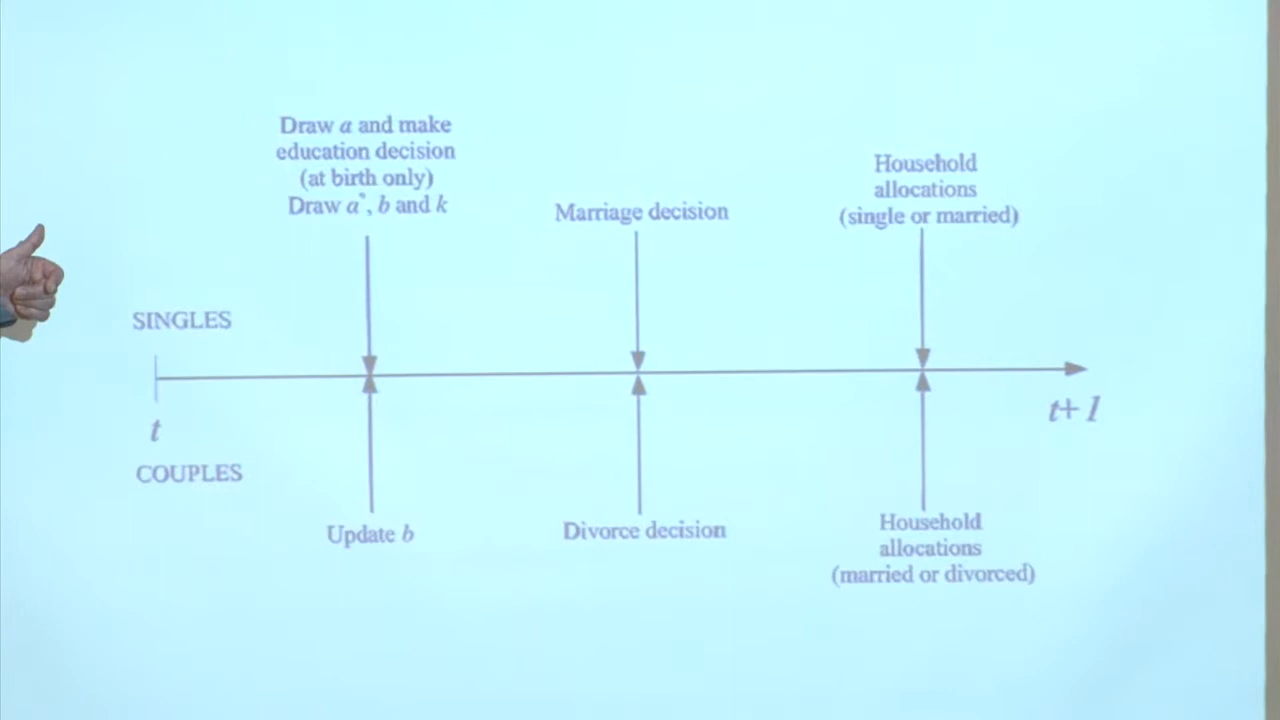 Draw a and make
education decision
(at birth only)
Draw a*, b and k
Marriage decision
Household
allocations
(single or married)
SINGLES
t
t+1
COUPLES
Update b
Divorce decision
Household
allocations
(married or divorced)